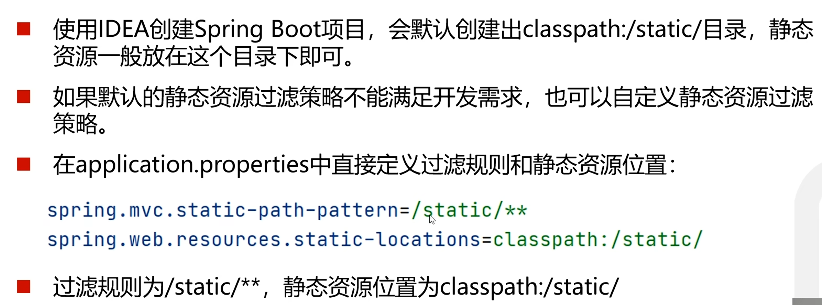 使用IDEA创建Spring Boot项目，会默认创建出classpath:/static/目录，静态
资源一般放在这个目录下即可。
如果默认的静态资源过滤策略不能满足开发需求，也可以自定义静态资源过滤
策略。
在application.properties中直接定义过滤规则和静态资源位置：
spring.mvc.static-path-pattern=/static/**
spring.web.resources.static-locations=classpath:/static/
过滤规则为/static/**，静态资源位置为classpath:/static/